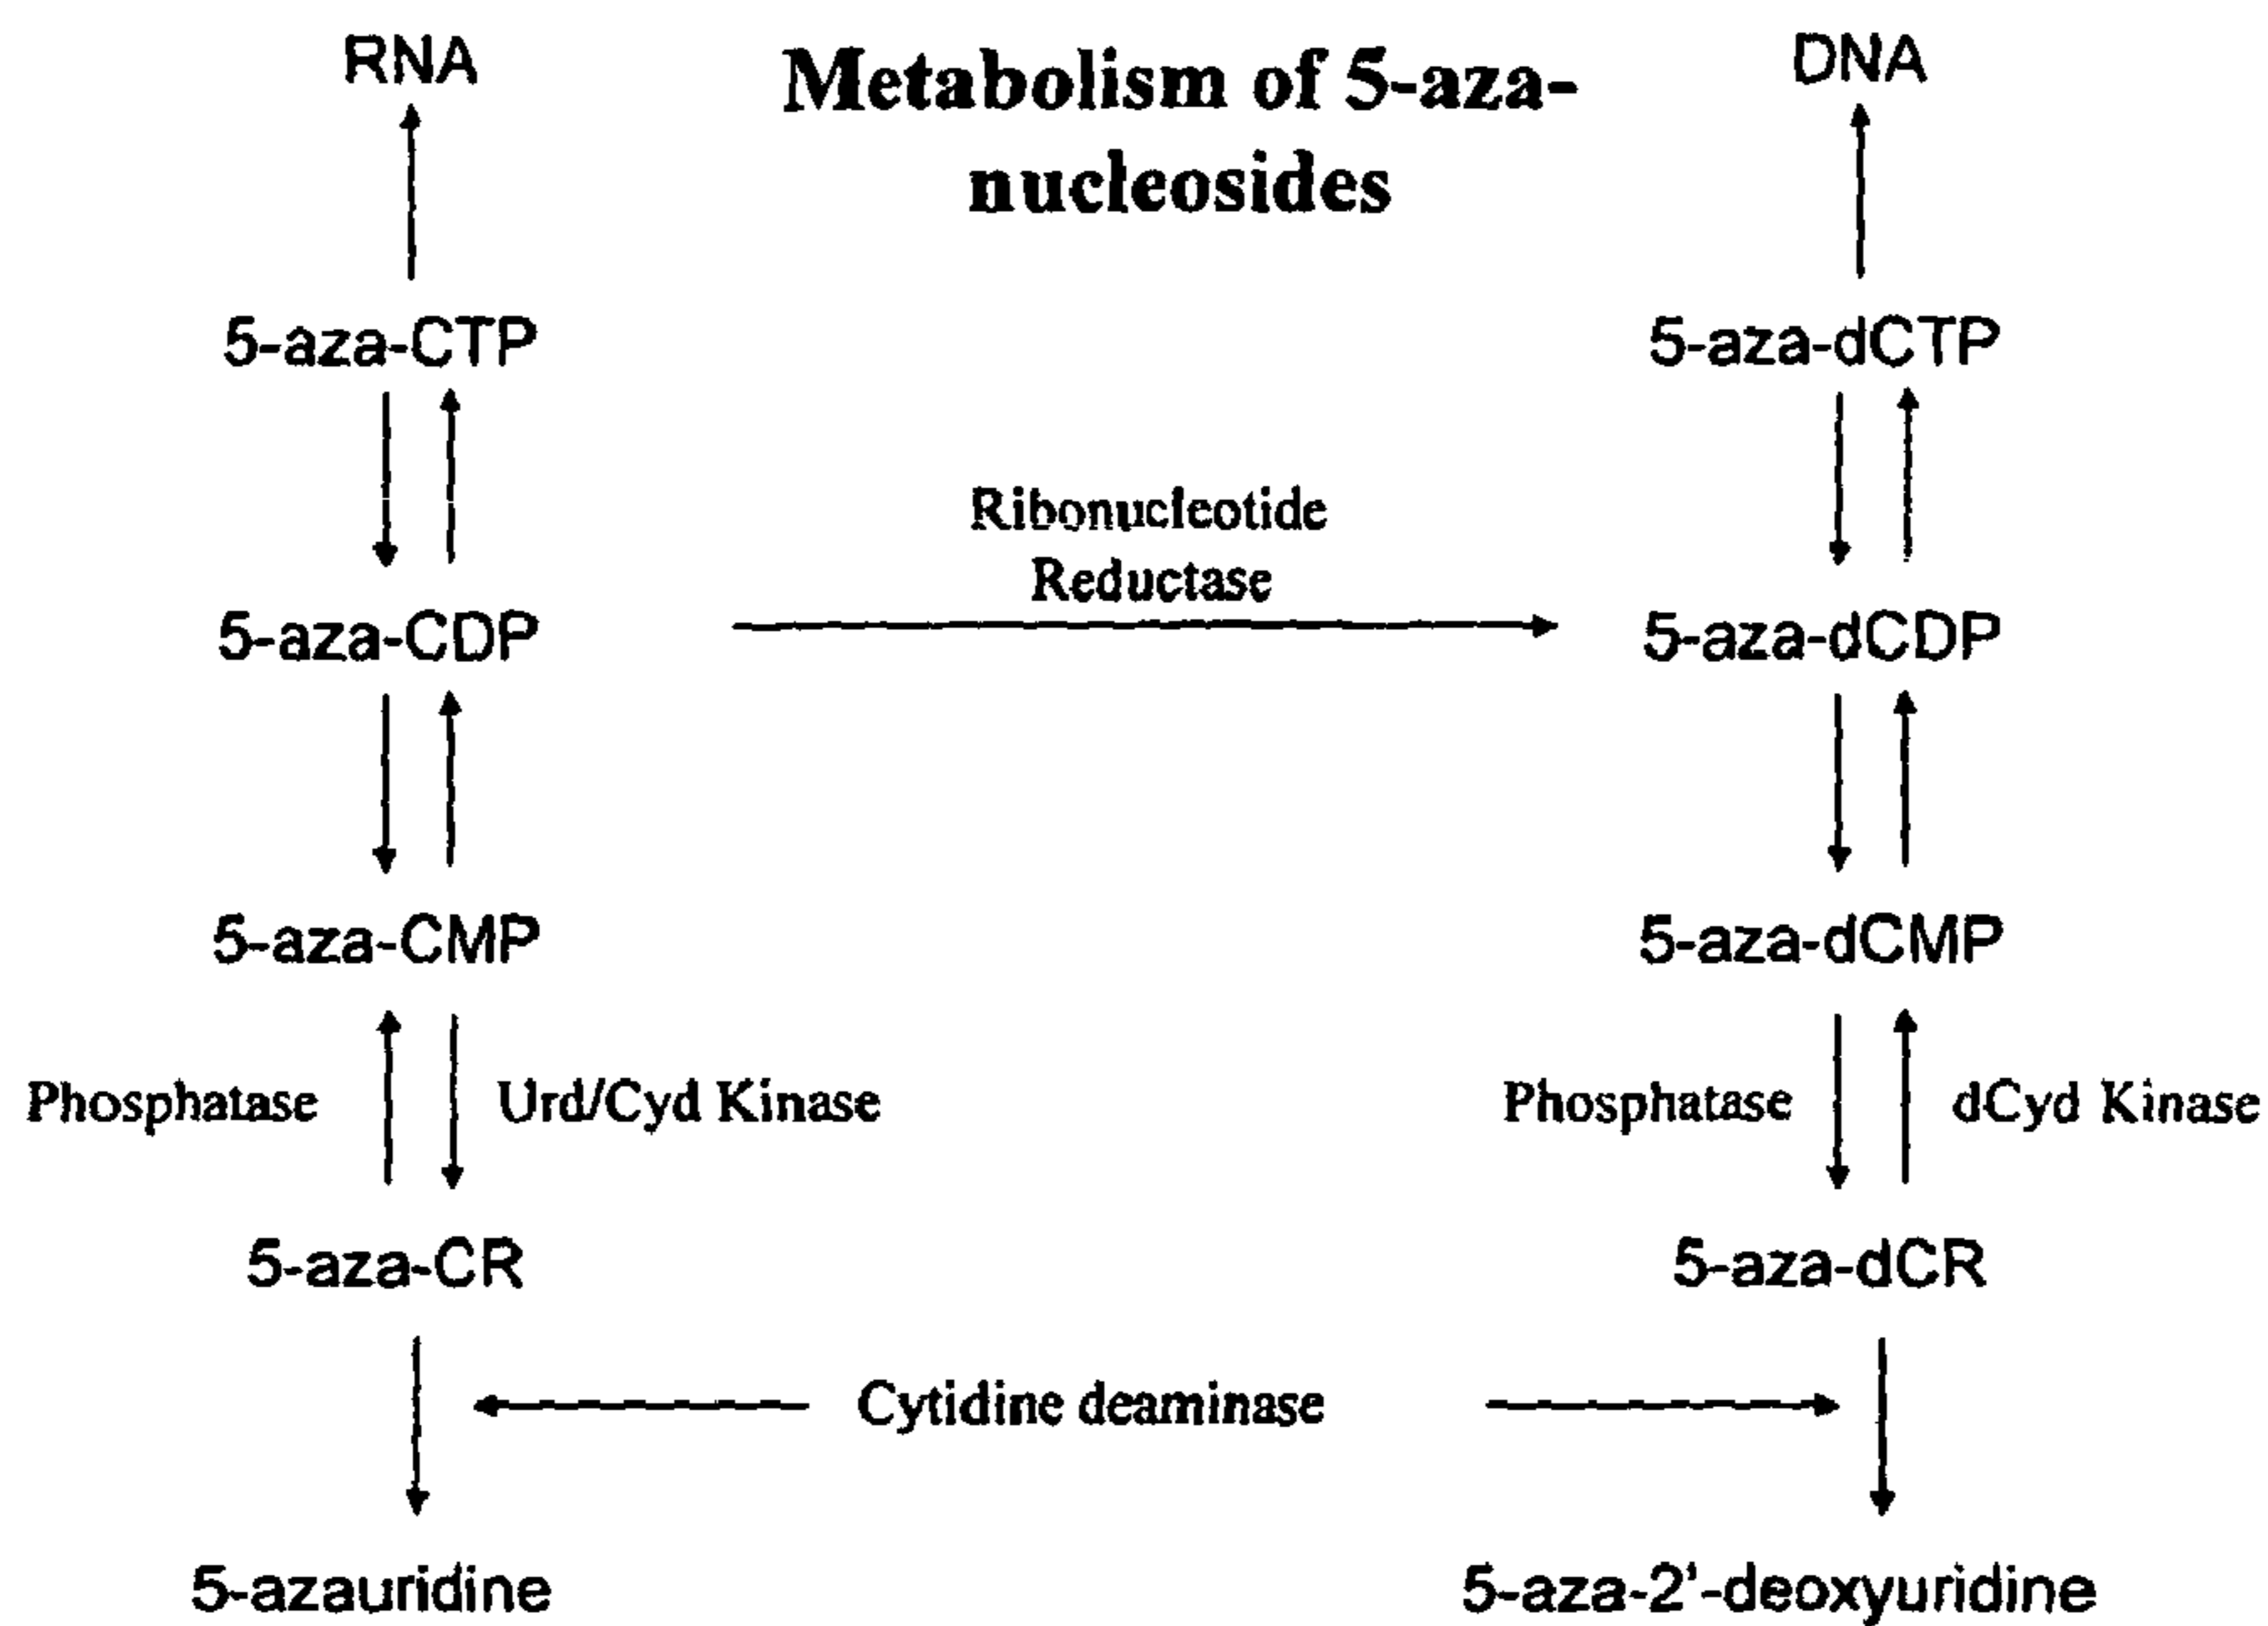 RNA
Metabolism of 5-aza-
nucleosides
DNA
5-aza-CTP
5-aza-dCTP
Ribonucleotide
Reductase
5-aza-CDP
5-aza-dCDP
5-aza-CMP
5-aza-dCMP
Phosphatase
Urd/Cyd Kinase
Phosphatase
dCyd Kinase
5-aza-CR
5-aza-dCR
Cytidine deaminase
5-azauridine
5-aza-2'-deoxyuridine